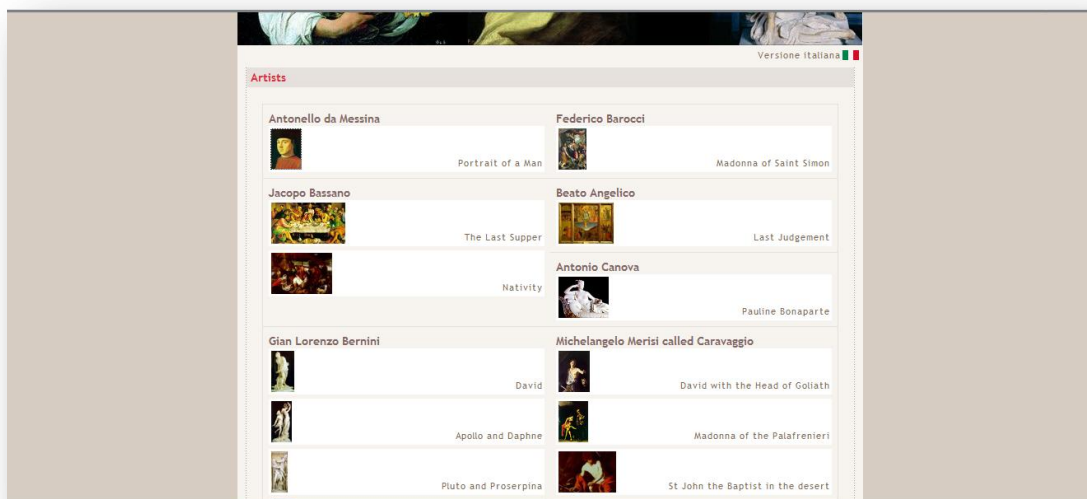 Versione italiana
Artists
Antonello da Messina
Portrait of a Man
Federico Barocci
Madonna of Saint Simon
Jacopo Bassano
The Last Supper
Nativity
Beato Angelico
Last Judgement
Antonio Canova
Pauline Bonaparte
Gian Lorenzo Bernini
David
Apollo and Daphne
Pluto and Proserpina
Michelangelo Merisi called Caravaggio
David with the Head of Goliath
Madonna of the Palafrenieri
St John the Baptist in the desert